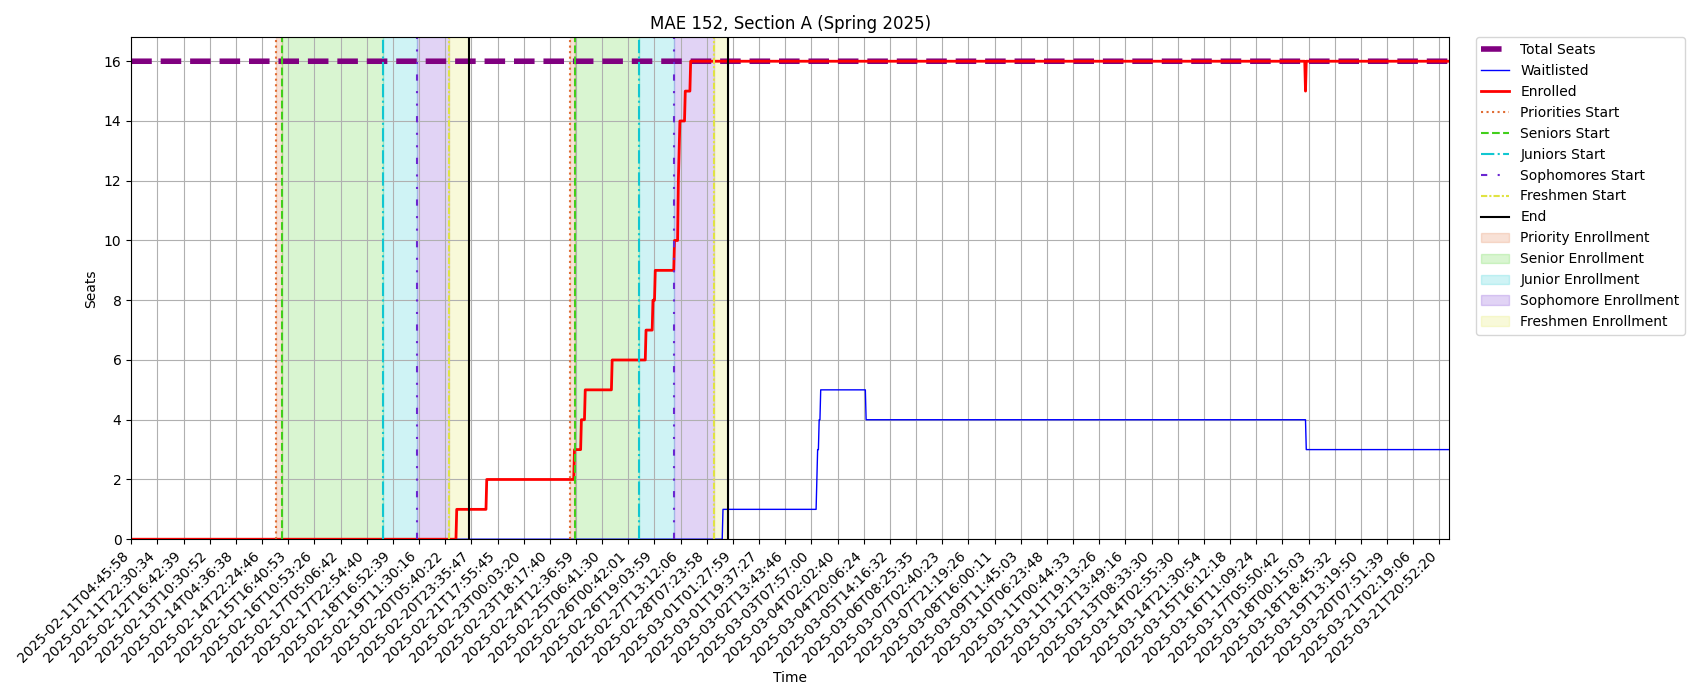 MAE 152, Section A (Spring 2025)
Total Seats
Waitlisted
Enrolled
Priorities Start
Seniors Start
Juniors Start
Sophomores Start
Freshmen Start
End
Priority Enrollment
Senior Enrollment
Junior Enrollment
Sophomore Enrollment
Freshmen Enrollment
Seats
16
14
12
10
8
6
4
2
0
2025-02-11T04:45:58
2025-02-11T22:30:34
2025-02-12T16:42:39
2025-02-13T10:30:52
2025-02-14T04:36:38
2025-02-14T22:24:46
2025-02-15T16:40:53
2025-02-16T10:53:26
2025-02-17T05:06:42
2025-02-17T22:54:40
2025-02-18T16:52:39
2025-02-19T11:30:16
2025-02-20T05:40:22
2025-02-20T23:35:47
2025-02-21T17:55:45
2025-02-23T00:03:20
2025-02-23T18:17:40
2025-02-24T12:36:59
2025-02-25T06:41:30
2025-02-26T00:42:01
2025-02-26T19:03:59
2025-02-27T13:12:06
2025-02-28T07:23:58
2025-03-01T01:27:59
2025-03-01T19:37:27
2025-03-02T13:43:46
2025-03-03T07:57:00
2025-03-04T02:02:40
2025-03-04T20:06:24
2025-03-05T14:16:32
2025-03-06T08:25:35
2025-03-07T02:40:23
2025-03-07T21:19:26
2025-03-08T16:00:11
2025-03-09T11:45:03
2025-03-10T06:23:48
2025-03-11T00:44:33
2025-03-11T19:13:26
2025-03-12T13:49:16
2025-03-13T08:33:30
2025-03-14T02:55:30
2025-03-14T21:30:54
2025-03-15T16:12:18
2025-03-16T11:09:24
2025-03-17T05:50:42
2025-03-18T00:15:03
2025-03-18T18:45:32
2025-03-19T13:19:50
2025-03-20T07:51:39
2025-03-21T02:19:06
2025-03-21T20:52:20
Time